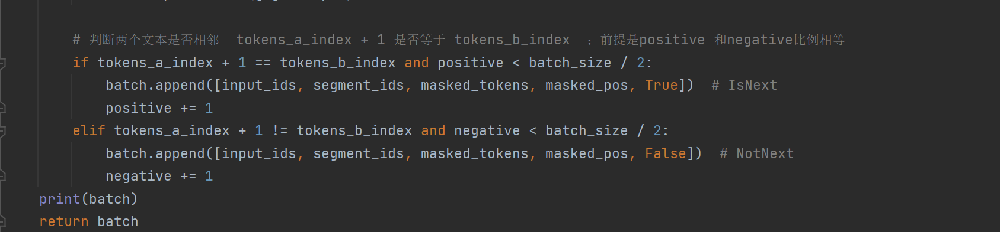 # 判断两个文本是否相邻  tokens_a_index + 1 是否等于 tokens_b_index  ；前提是positive 和negative比例相等
if tokens_a_index + 1 == tokens_b_index and positive < batch_size / 2:
    batch.append([input_ids, segment_ids, masked_tokens, masked_pos, True])  # IsNext
    positive += 1
elif tokens_a_index + 1 != tokens_b_index and negative < batch_size / 2:
    batch.append([input_ids, segment_ids, masked_tokens, masked_pos, False])  # NotNext
    negative += 1
print(batch)
return batch